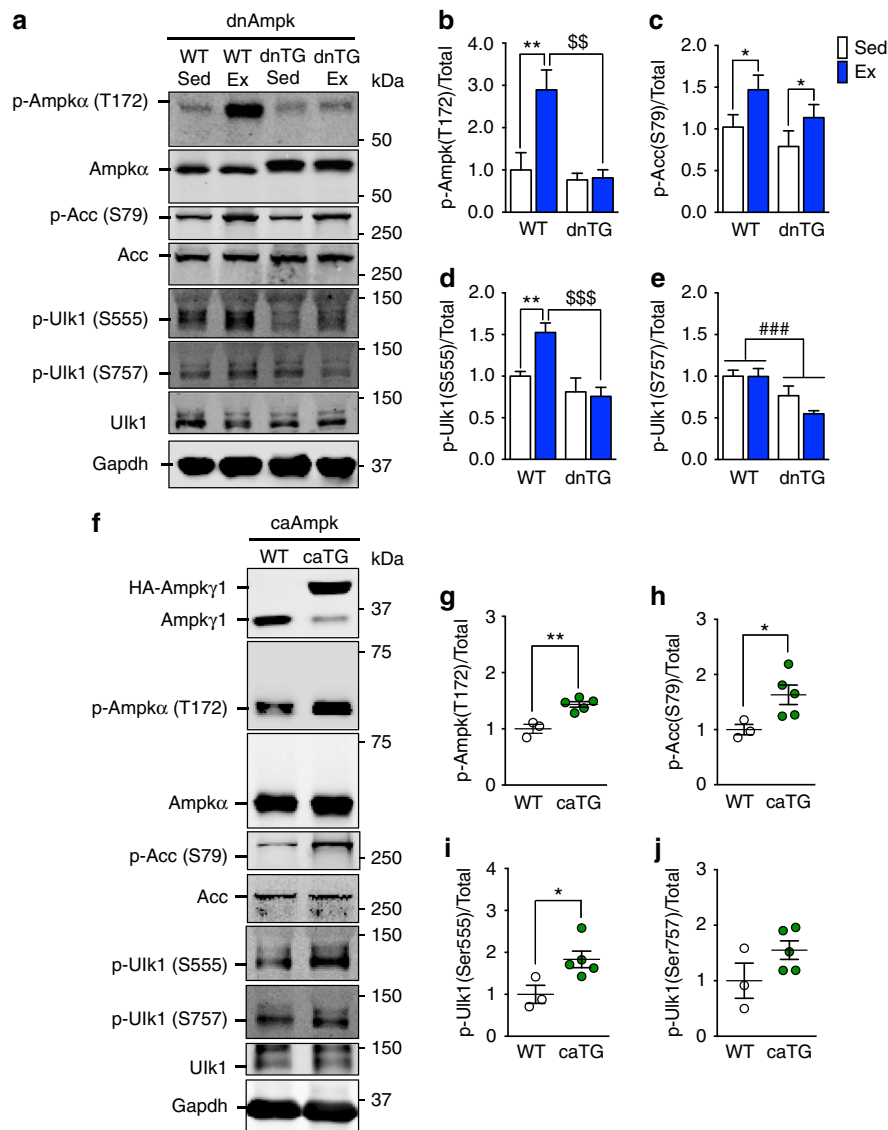 a
dnAmpk
WT WT dnTG dnTG
Sed Ex Sed Ex
kDa
p-Ampkα (T172)
50
Ampkα
50
p-Acc (S79)
250
Acc
250
150
p-Ulk1 (S555)
150
p-Ulk1 (S757)
150
Ulk1
Gapdh
37
b
p-Ampk(T172)/Total
4.0
3.0
2.0
1.0
0.0
**
$$
WT dnTG
c
p-Acc(S79)/Total
2.0
1.5
1.0
0.5
0.0
*
*
WT dnTG
Sed
Ex
d
p-Ulk1(S555)/Total
2.0
1.5
1.0
0.5
0.0
**
$$$
WT dnTG
e
p-Ulk1(S757)/Total
2.0
1.5
1.0
0.5
0.0
###
WT dnTG
f
caAmpk
WT caTG
kDa
HA-Ampkγ1
37
Ampkγ1
75
p-Ampkα (T172)
75
Ampkα
p-Acc (S79)
250
Acc
250
150
p-Ulk1 (S555)
150
p-Ulk1 (S757)
150
Ulk1
37
Gapdh
g
p-Ampk(T172)/Total
3
2
1
0
**
WT caTG
h
p-Acc(S79)/Total
3
2
1
0
*
WT caTG
i
p-Ulk1(Ser555)/Total
4
3
2
1
0
*
WT caTG
j
p-Ulk1(Ser757)/Total
3
2
1
0
WT caTG